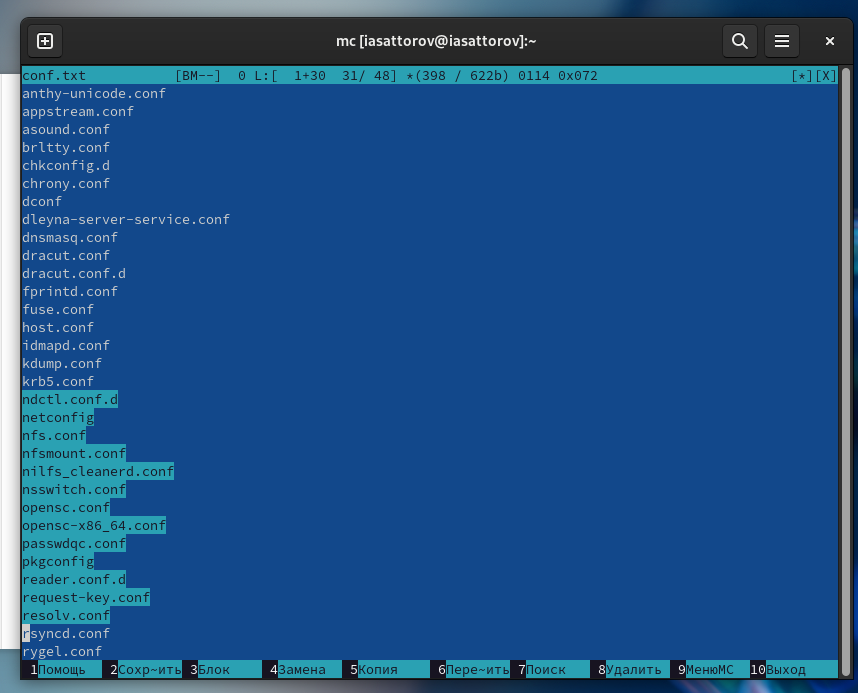 mc [iasattorov@iasattorov]:~
conf.txt [BM--] 0 L:[ 1+30 31/ 48] *(398 / 622b) 0114 0x072 [*][X]
anthy-unicode.conf
appstream.conf
asound.conf
brltty.conf
chkconfig.d
chrony.conf
dconf
dleyna-server-service.conf
dnsmasq.conf
dracut.conf
dracut.conf.d
fprintd.conf
fuse.conf
host.conf
idmapd.conf
kdump.conf
krb5.conf
ndctl.conf.d
netconfig
nfs.conf
nfsmount.conf
nilfs_cleanerd.conf
nsswitch.conf
opensc.conf
opensc-x86_64.conf
passwdqc.conf
pkgconfig
reader.conf.d
request-key.conf
resolv.conf
rsyncd.conf
rygel.conf
1Помощь 2Сохр~ить 3Блок 4Замена 5Копия 6Пере~ить 7Поиск 8Удалить 9МенюMC 10Выход